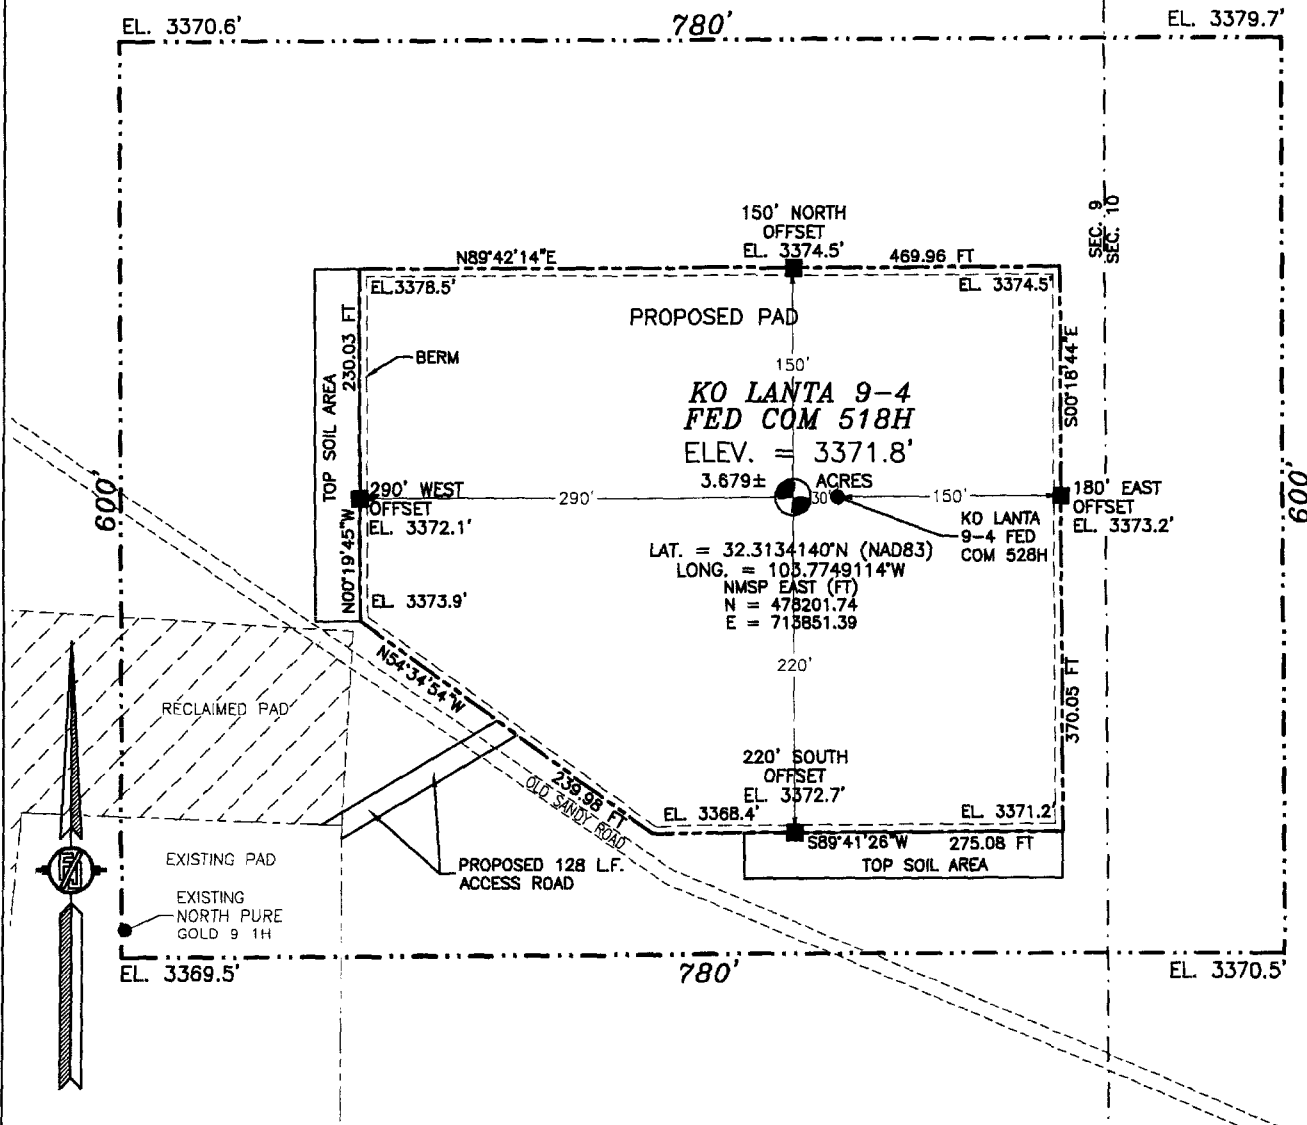 EL. 3370.6'
780'
EL. 3379.7'
SEC. 9
SEC. 10
150' NORTH
OFFSET
EL. 3374.5'
N89°42'14"E
469.96 FT
EL.3378.5'
EL. 3374.5'
PROPOSED PAD
230.03 FT
TOP SOIL AREA
BERM
150'
S00°18'44"E
KO LANTA 9-4
FED COM 518H
ELEV. = 3371.8'
3.679± ACRES
600'
290' WEST
OFFSET
EL. 3372.1'
290'
30'
150'
180' EAST
OFFSET
EL. 3373.2'
600'
KO LANTA
9-4 FED
COM 528H
N00°19'45"W
LAT. = 32.3134140°N (NAD83)
LONG. = 103.7749114°W
NMSP EAST (FT)
N = 478201.74
E = 713851.39
EL. 3373.9'
N54°34'54"W
220'
RECLAIMED PAD
370.05 FT
220' SOUTH
OFFSET
EL. 3372.7'
239.98 FT
OLD SANDY ROAD
EL. 3368.4'
EL. 3371.2'
S89°41'26"W
275.08 FT
TOP SOIL AREA
EXISTING PAD
PROPOSED 128 L.F.
ACCESS ROAD
EXISTING
NORTH PURE
GOLD 9 1H
EL. 3369.5'
780'
EL. 3370.5'